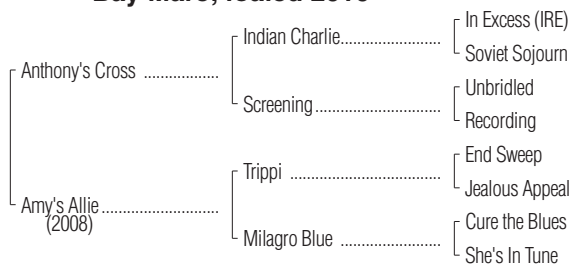 Bay Mare, foaled
In Excess (IRE)
Indian Charlie....................
Soviet Sojourn
Anthony's Cross ...............
Unbridled
Screening.........................
Recording
End Sweep
Trippi ..............................
Jealous Appeal
Amy's Allie.......................
(2008)
Cure the Blues
Milagro Blue ....................
She's In Tune